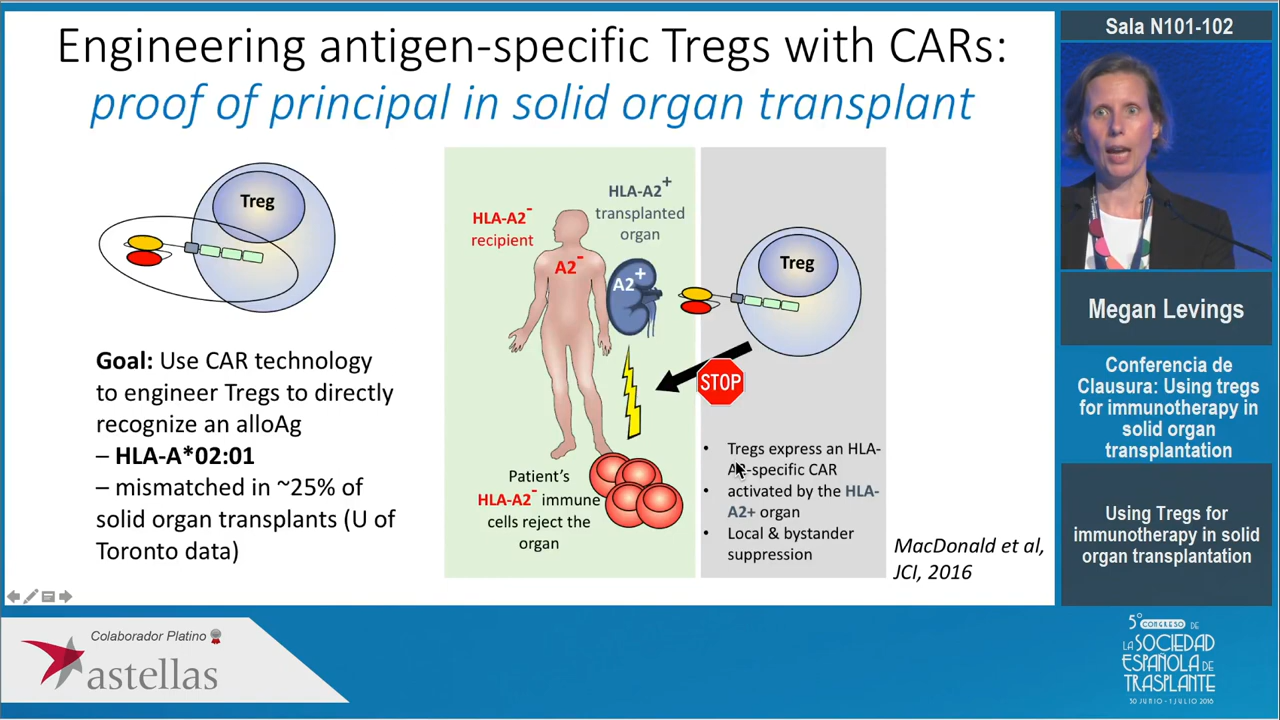 Engineering antigen-specific Tregs with CARs:
proof of principal in solid organ transplant
Treg
Goal: Use CAR technology
to engineer Tregs to directly
recognize an alloAg
– HLA-A*02:01
– mismatched in ~25% of
solid organ transplants (U of
Toronto data)
HLA-A2-
recipient
HLA-A2+
transplanted
organ
A2-
A2+
Patient's
HLA-A2- immune
cells reject the
organ
Treg
STOP
• Tregs express an HLA-
A2-specific CAR
• activated by the HLA-
A2+ organ
• Local & bystander
suppression
MacDonald et al,
JCI, 2016
Sala N101-102
Megan Levings
Conferencia de
Clausura: Using tregs
for immunotherapy in
solid organ
transplantation
Using Tregs for
immunotherapy in solid
organ transplantation
Colaborador Platino
astellas
5º CONGRESO DE
LA SOCIEDAD
ESPAÑOLA DE
TRASPLANTE
30 JUNIO - 1 JULIO 2018